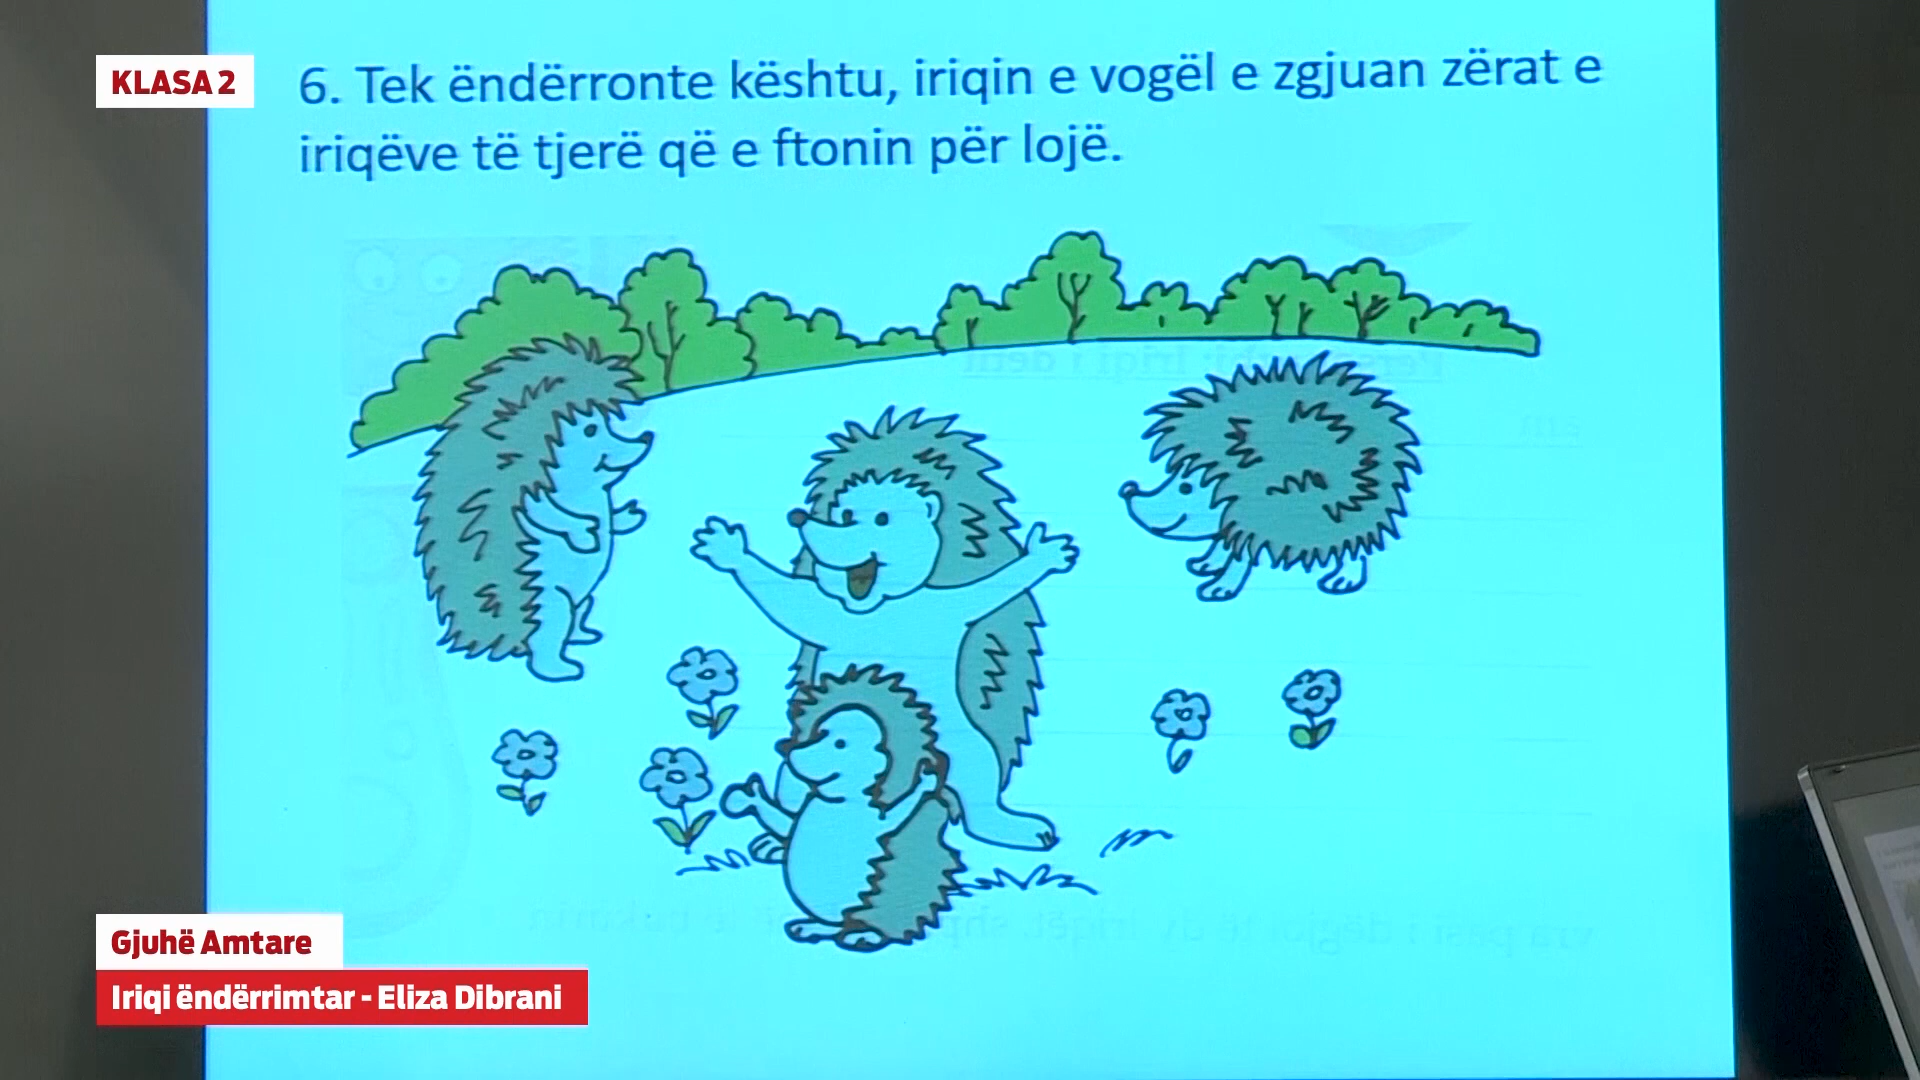 KLASA 2
6. Tek ëndërronte kështu, iriqin e vogël e zgjuan zërat e
iriqëve të tjerë që e ftonin për lojë.
Gjuhë Amtare
Iriqi ëndërrimtar - Eliza Dibrani